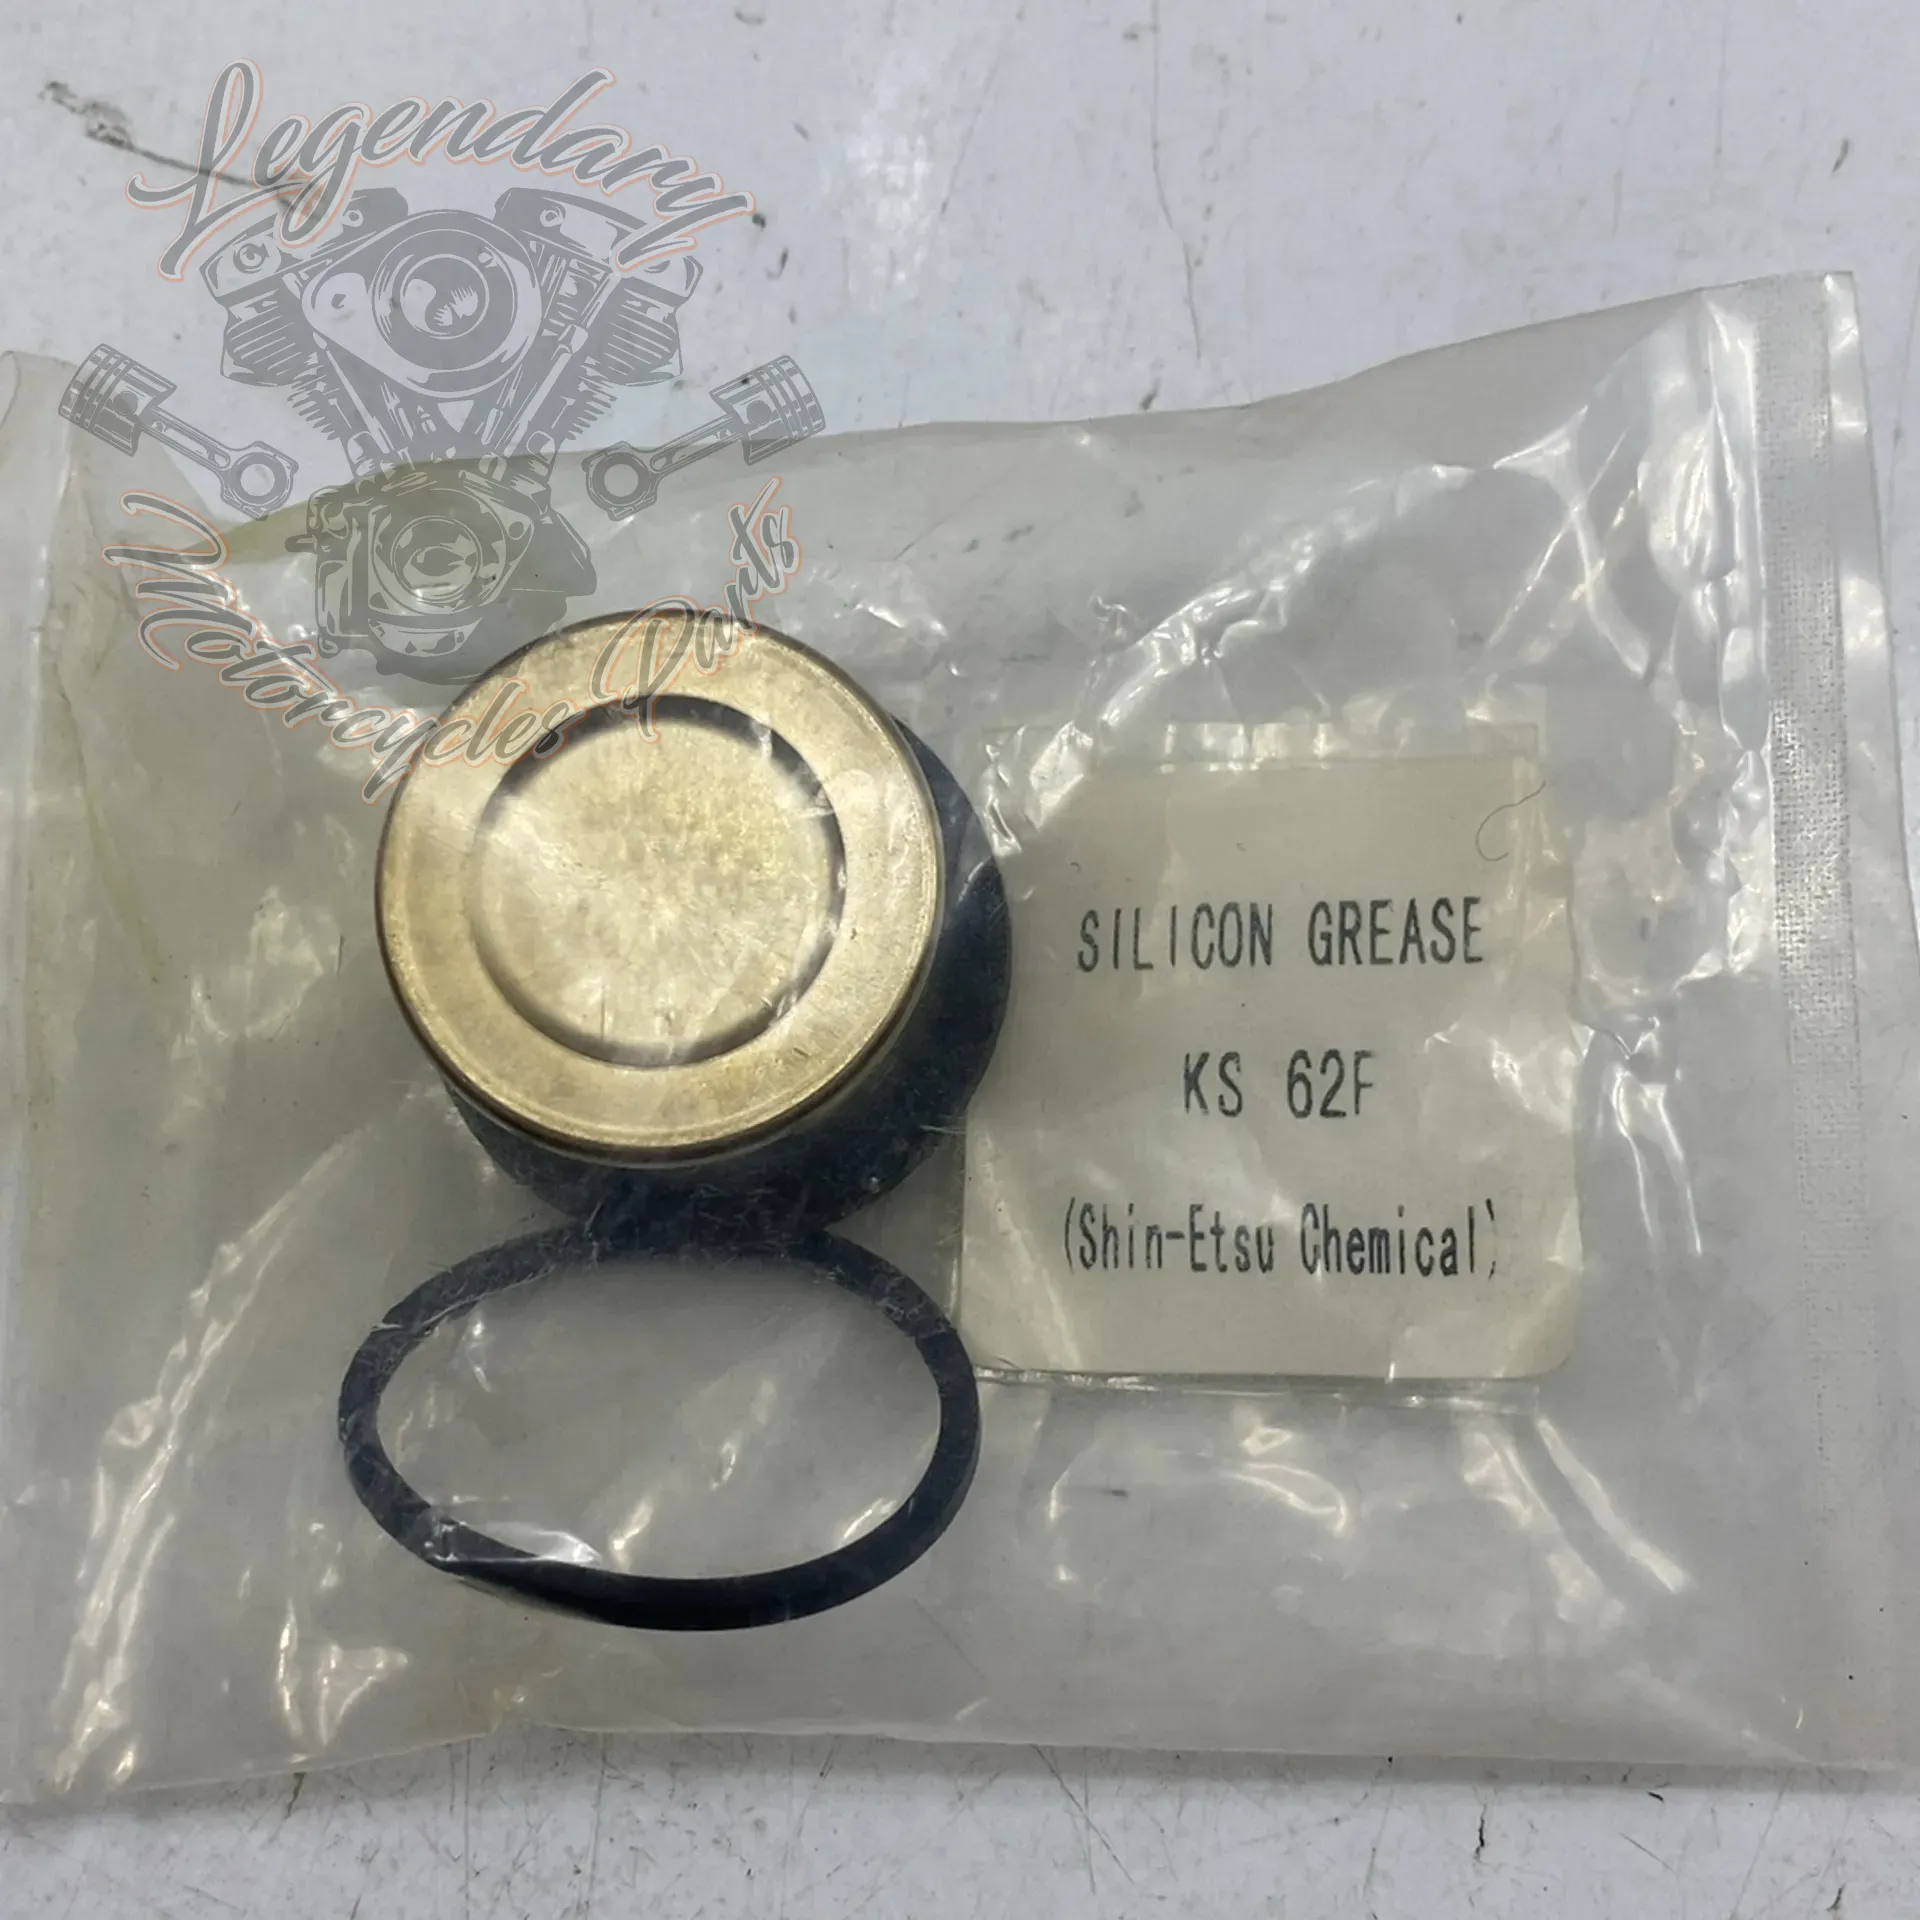 Legendary
Motorcycles Parts
SILICON GREASE
KS 62F
(Shin-Etsu Chemical)